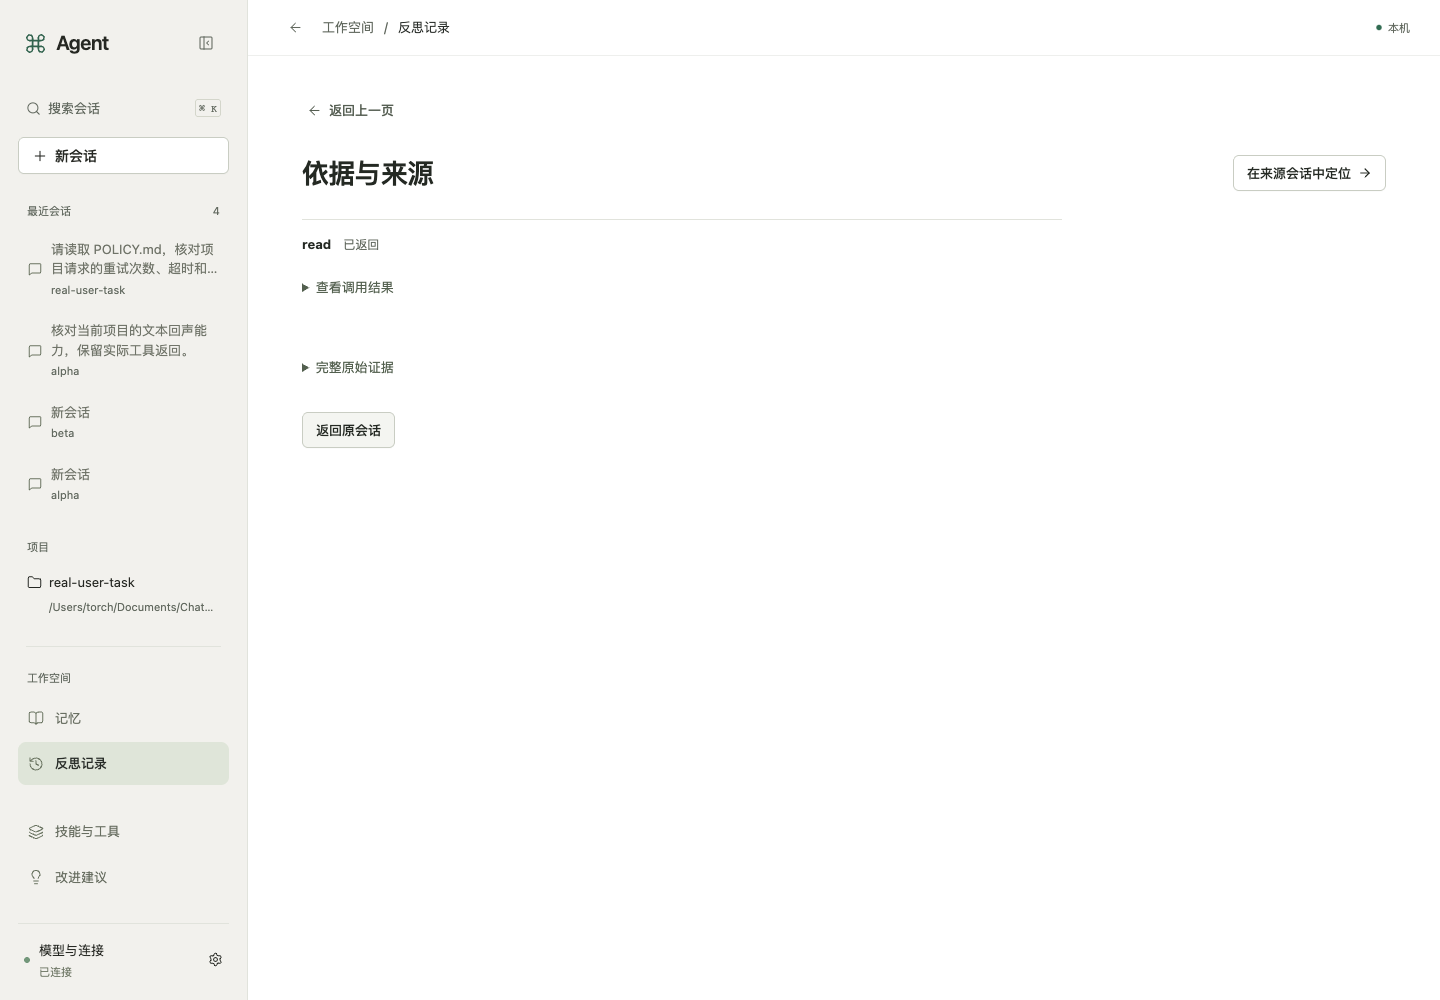 Agent
搜索会话
⌘ K
新会话
最近会话 4
请读取 POLICY.md，核对项
目请求的重试次数、超时和...
real-user-task
核对当前项目的文本回声能
力，保留实际工具返回。
alpha
新会话
beta
新会话
alpha
项目
real-user-task
/Users/torch/Documents/Chat...
工作空间
记忆
反思记录
技能与工具
改进建议
模型与连接
已连接
工作空间 / 反思记录
本机
返回上一页
依据与来源
在来源会话中定位
read 已返回
查看调用结果
完整原始证据
返回原会话